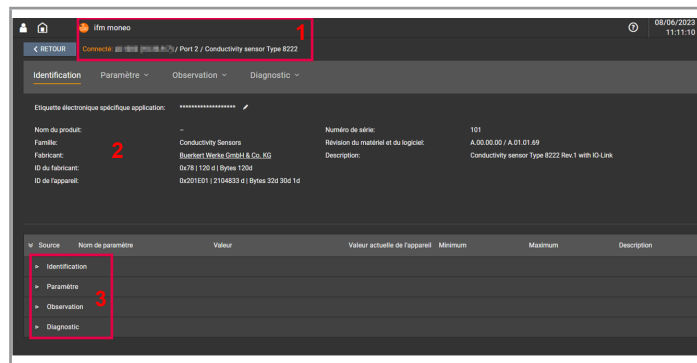 ifm moneo
1
08/06/2023
11:11:10
RETOUR
Connecté: / Port 2 / Conductivity sensor Type 8222
Identification Paramètre Observation Diagnostic
Etiquette électronique spécifique application: ******************
Nom du produit: –
Numéro de série: 101
Famille: Conductivity Sensors
Révision du matériel et du logiciel: A.00.00.00 / A.01.01.69
Fabricant: Buerkert Werke GmbH & Co. KG
Description: Conductivity sensor Type 8222 Rev.1 with IO-Link
2
ID du fabricant: 0x78 | 120 d | Bytes 120d
ID de l'appareil: 0x201E01 | 2104833 d | Bytes 32d 30d 1d
Source Nom de paramètre Valeur Valeur actuelle de l'appareil Minimum Maximum Description
Identification
Paramètre
3
Observation
Diagnostic